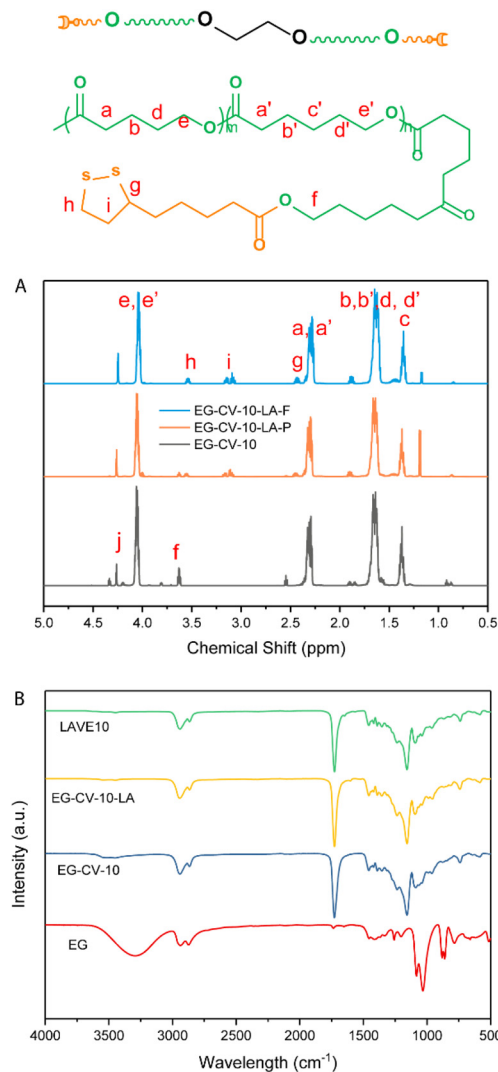 O O O O
O O
a d a' c' e'
b e O m b' d' O n O
S S g f O
h i O O O
A
e, e' b,b' d, d'
a, a' c
h i g
EG-CV-10-LA-F
EG-CV-10-LA-P
EG-CV-10
j f
5.0 4.5 4.0 3.5 3.0 2.5 2.0 1.5 1.0 0.5
Chemical Shift (ppm)
B
LAVE10
EG-CV-10-LA
EG-CV-10
EG
Intensity (a.u.)
4000 3500 3000 2500 2000 1500 1000 500
Wavelength (cm⁻¹)